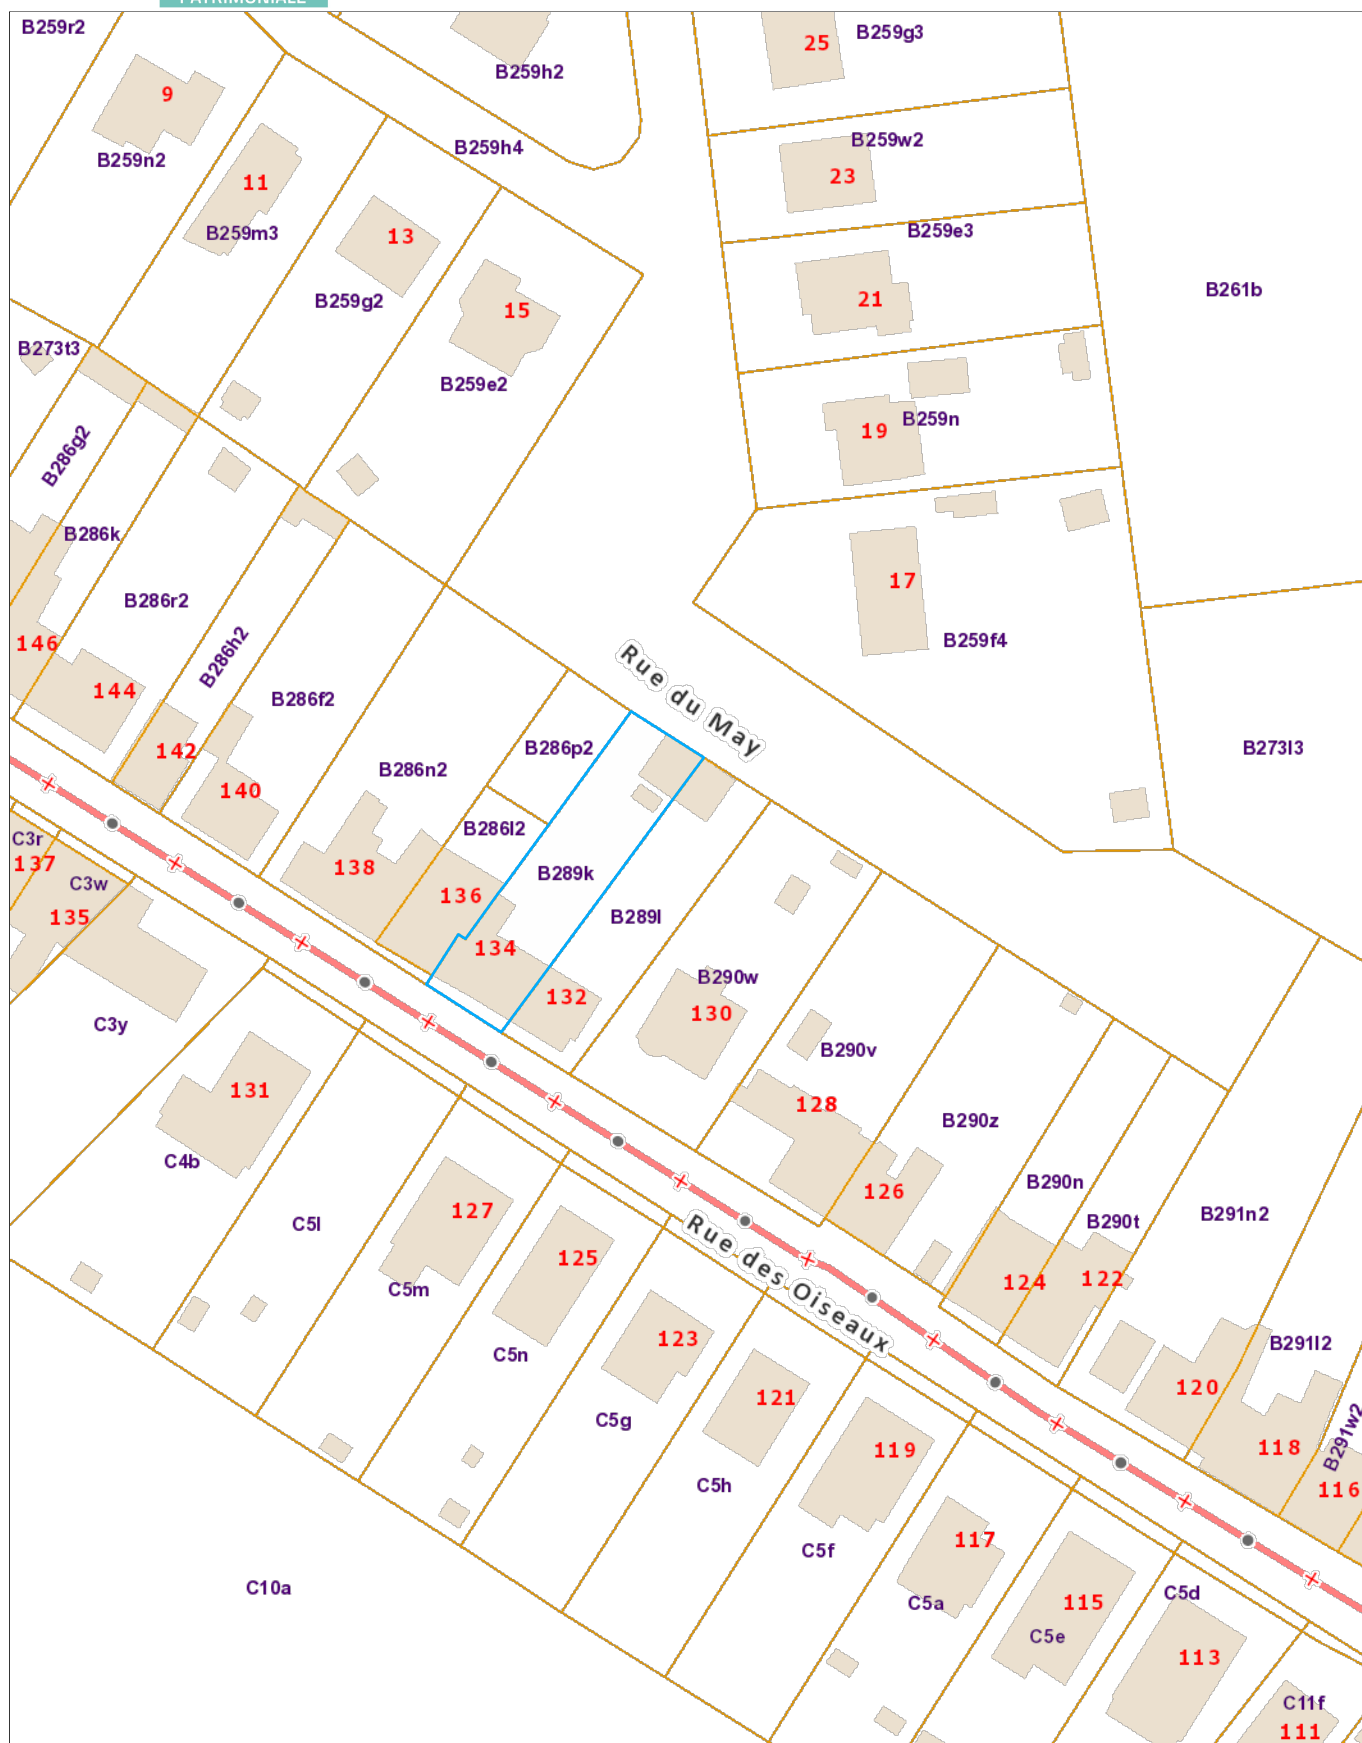 PATRIMONIALE
B259r2
25
B259g3
B259h2
9
B259n2
B259h4
B259w2
23
11
B259m3
13
B259g2
B259e3
21
B261b
15
B259e2
B273t3
19
B259n
B286g2
B286k
B286r2
17
B259f4
146
144
B286h2
B286f2
Rue du May
142
140
B286n2
B286p2
B273l3
B286l2
C3r
137
C3w
135
138
136
B289k
134
B289l
132
B290w
130
C3y
B290v
128
131
C4b
B290z
126
B290n
127
C5l
C5m
B290t
B291n2
125
Rue des Oiseaux
124
122
C5n
123
B291l2
C5g
121
120
118
B291w2
116
C5h
119
C5f
117
C10a
C5a
115
C5e
C5d
113
C11f
111